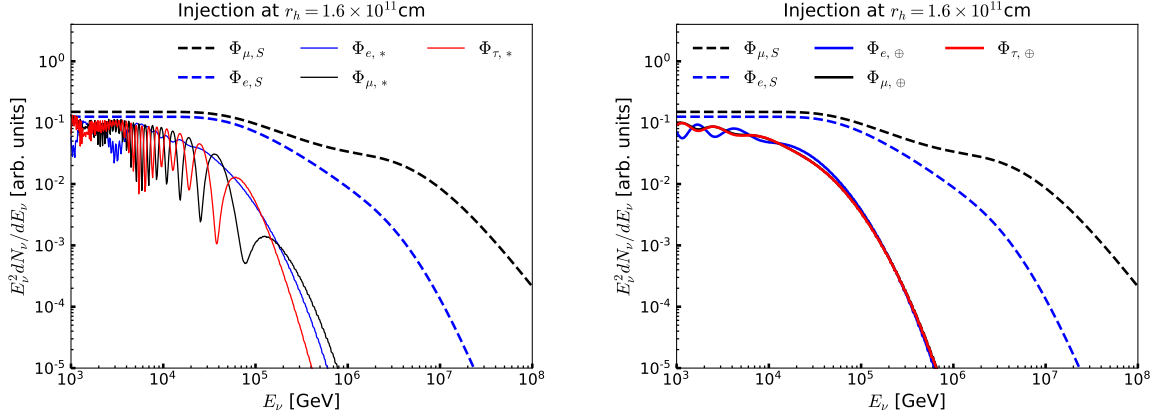 Injection at r_h = 1.6 × 10^11cm
Φ_μ, S Φ_e, * Φ_τ, *
Φ_e, S Φ_μ, *
E_ν^2 dN_ν/dE_ν [arb. units]
10^0
10^-1
10^-2
10^-3
10^-4
10^-5
10^3 10^4 10^5 10^6 10^7 10^8
E_ν [GeV]
Injection at r_h = 1.6 × 10^11cm
Φ_μ, S Φ_e, ⊕ Φ_τ, ⊕
Φ_e, S Φ_μ, ⊕
E_ν^2 dN_ν/dE_ν [arb. units]
10^0
10^-1
10^-2
10^-3
10^-4
10^-5
10^3 10^4 10^5 10^6 10^7 10^8
E_ν [GeV]